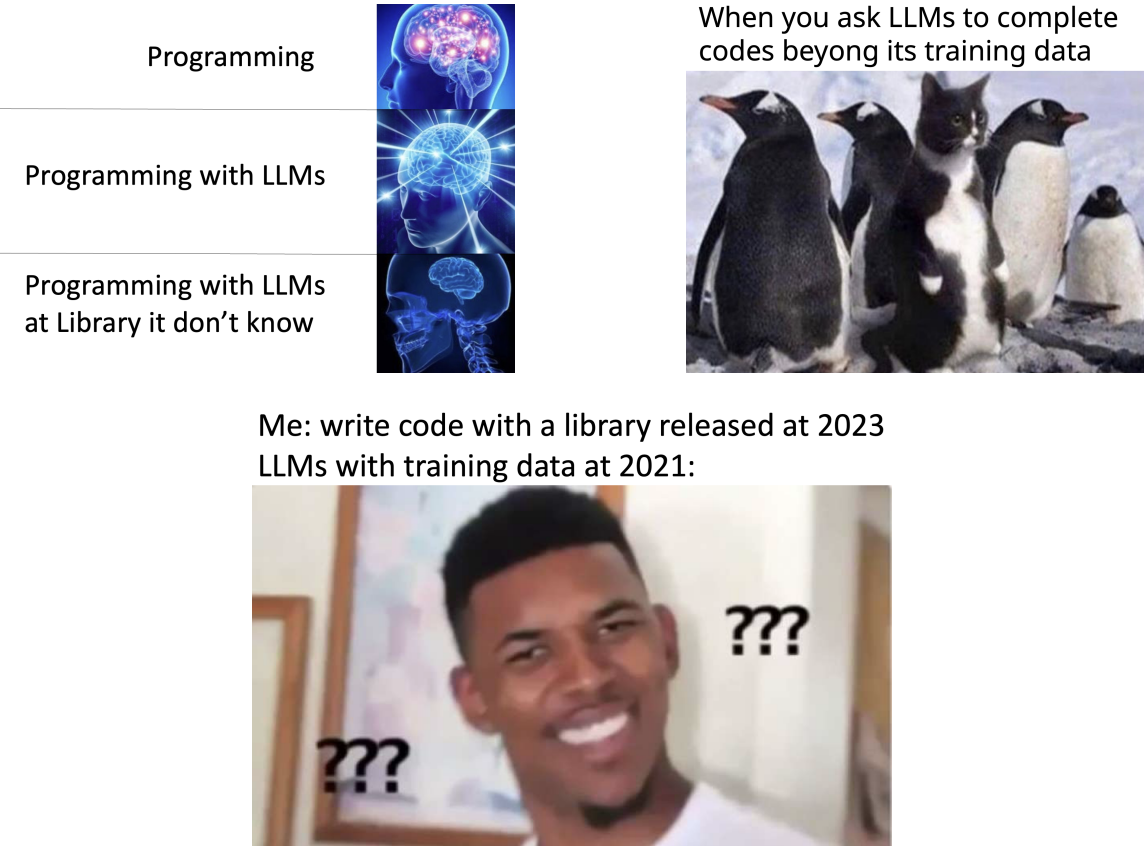 Programming
Programming with LLMs
Programming with LLMs
at Library it don't know
When you ask LLMs to complete
codes beyong its training data
Me: write code with a library released at 2023
LLMs with training data at 2021:
???
???